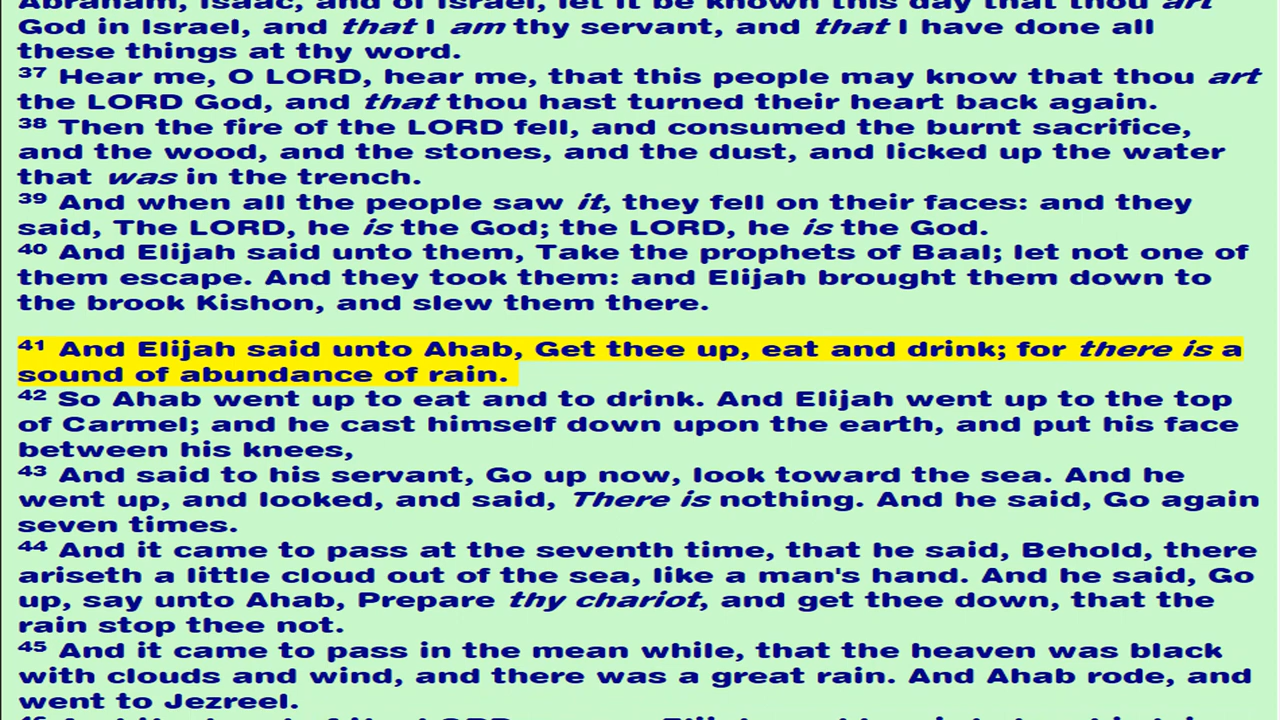 Abraham, Isaac, and of Israel, let it be known this day that thou art
God in Israel, and that I am thy servant, and that I have done all
these things at thy word.
37 Hear me, O LORD, hear me, that this people may know that thou art
the LORD God, and that thou hast turned their heart back again.
38 Then the fire of the LORD fell, and consumed the burnt sacrifice,
and the wood, and the stones, and the dust, and licked up the water
that was in the trench.
39 And when all the people saw it, they fell on their faces: and they
said, The LORD, he is the God; the LORD, he is the God.
40 And Elijah said unto them, Take the prophets of Baal; let not one of
them escape. And they took them: and Elijah brought them down to
the brook Kishon, and slew them there.
41 And Elijah said unto Ahab, Get thee up, eat and drink; for there is a
sound of abundance of rain.
42 So Ahab went up to eat and to drink. And Elijah went up to the top
of Carmel; and he cast himself down upon the earth, and put his face
between his knees,
43 And said to his servant, Go up now, look toward the sea. And he
went up, and looked, and said, There is nothing. And he said, Go again
seven times.
44 And it came to pass at the seventh time, that he said, Behold, there
ariseth a little cloud out of the sea, like a man's hand. And he said, Go
up, say unto Ahab, Prepare thy chariot, and get thee down, that the
rain stop thee not.
45 And it came to pass in the mean while, that the heaven was black
with clouds and wind, and there was a great rain. And Ahab rode, and
went to Jezreel.